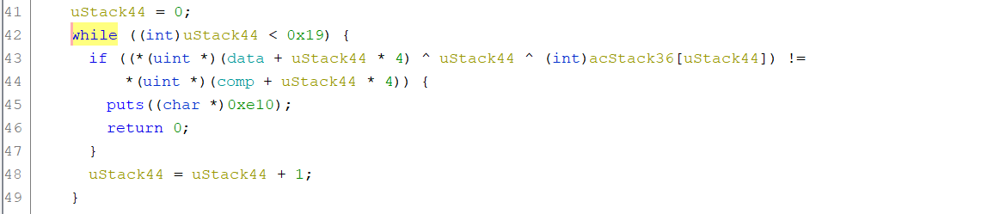 41 uStack44 = 0;
42 while ((int)uStack44 < 0x19) {
43 if ((*(uint *)(data + uStack44 * 4) ^ uStack44 ^ (int)acStack36[uStack44]) !=
44 *(uint *)(comp + uStack44 * 4)) {
45 puts((char *)0xe10);
46 return 0;
47 }
48 uStack44 = uStack44 + 1;
49 }